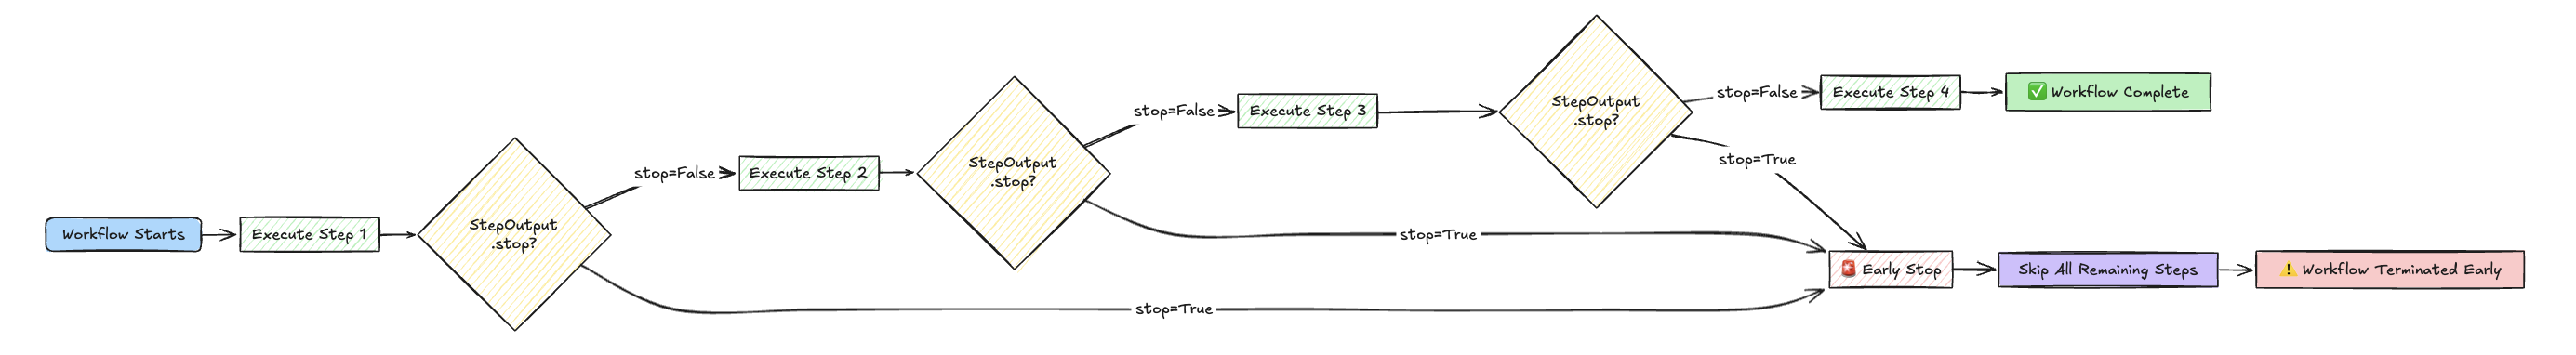 Workflow Starts
Execute Step 1
StepOutput
.stop?
stop=False
Execute Step 2
StepOutput
.stop?
stop=False
Execute Step 3
StepOutput
.stop?
stop=False
Execute Step 4
✅ Workflow Complete
stop=True
stop=True
stop=True
🚨 Early Stop
Skip All Remaining Steps
⚠️ Workflow Terminated Early